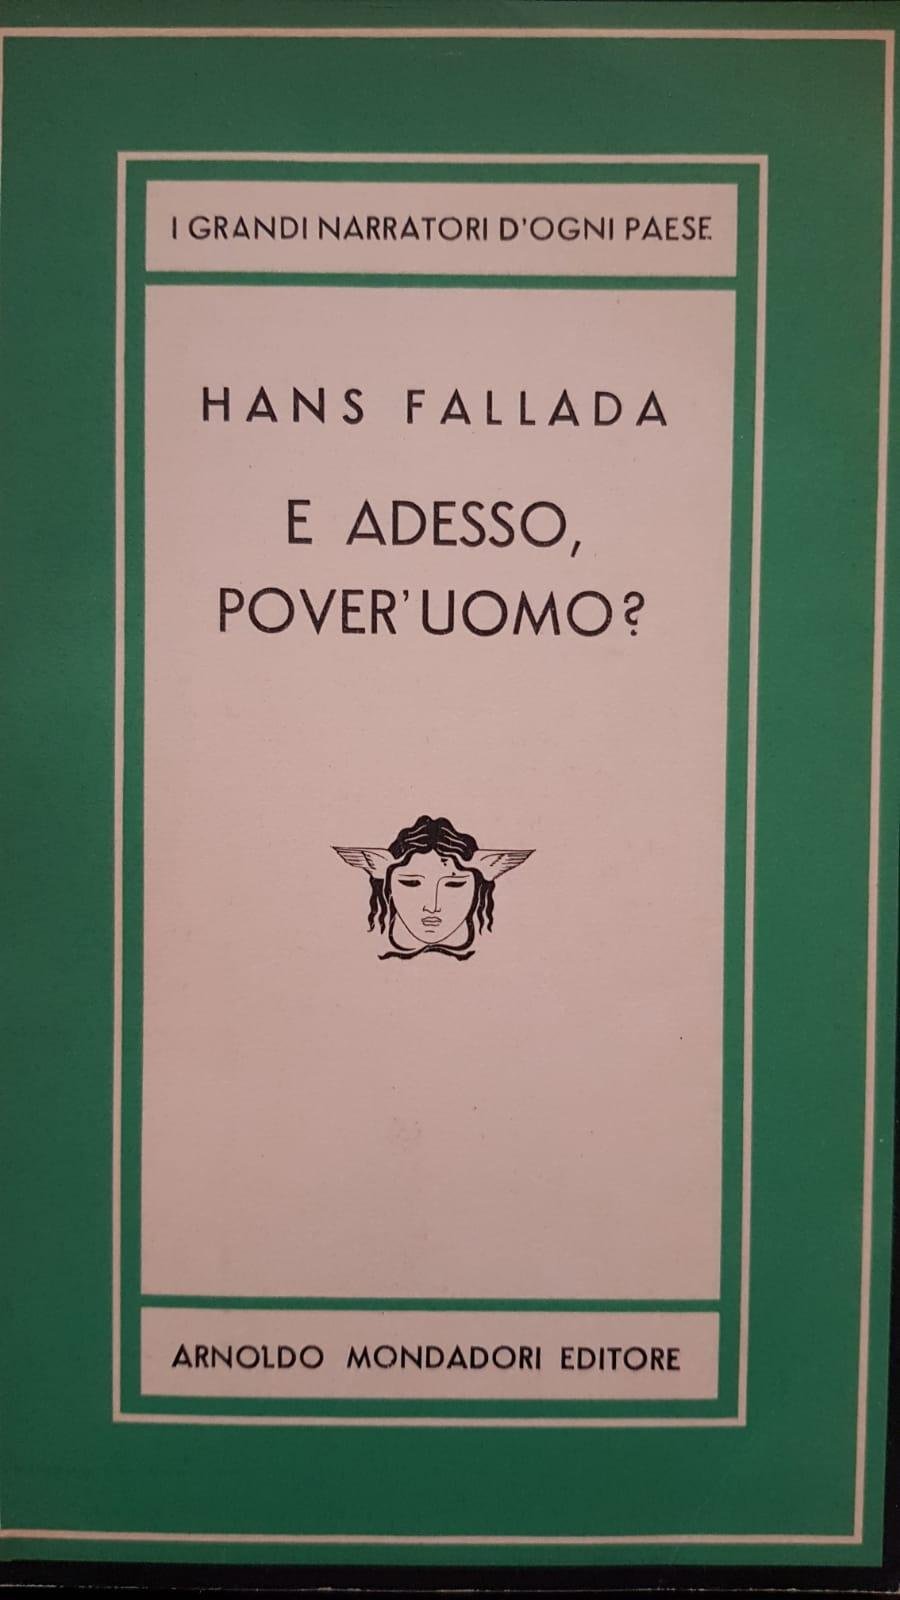 I GRANDI NARRATORI D'OGNI PAESE
HANS FALLADA
E ADESSO,
POVER'UOMO?
ARNOLDO MONDADORI EDITORE